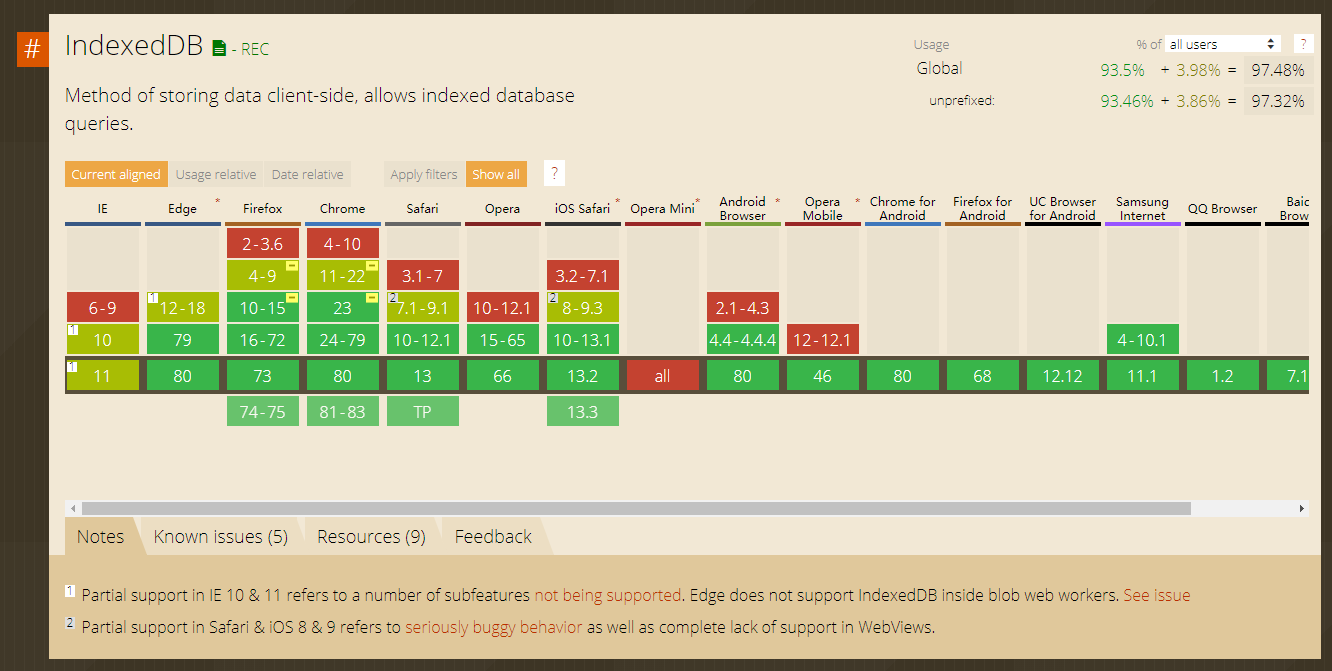 #
IndexedDB - REC
Usage % of all users ?
Global 93.5% + 3.98% = 97.48%
unprefixed: 93.46% + 3.86% = 97.32%
Method of storing data client-side, allows indexed database
queries.
Current aligned Usage relative Date relative Apply filters Show all ?
IE Edge * Firefox Chrome Safari Opera iOS Safari * Opera Mini * Android Browser * Opera Mobile * Chrome for Android Firefox for Android UC Browser for Android Samsung Internet QQ Browser Brow
2-3.6 4-10
4-9 11-22 3.1-7 3.2-7.1
6-9 1 12-18 10-15 23 2 7.1-9.1 10-12.1 2 8-9.3 2.1-4.3
1 10 79 16-72 24-79 10-12.1 15-65 10-13.1 4.4-4.4.4 12-12.1 4-10.1
1 11 80 73 80 13 66 13.2 all 80 46 80 68 12.12 11.1 1.2 7.1
74-75 81-83 TP 13.3
Notes Known issues (5) Resources (9) Feedback
1 Partial support in IE 10 & 11 refers to a number of subfeatures not being supported. Edge does not support IndexedDB inside blob web workers. See issue
2 Partial support in Safari & iOS 8 & 9 refers to seriously buggy behavior as well as complete lack of support in WebViews.